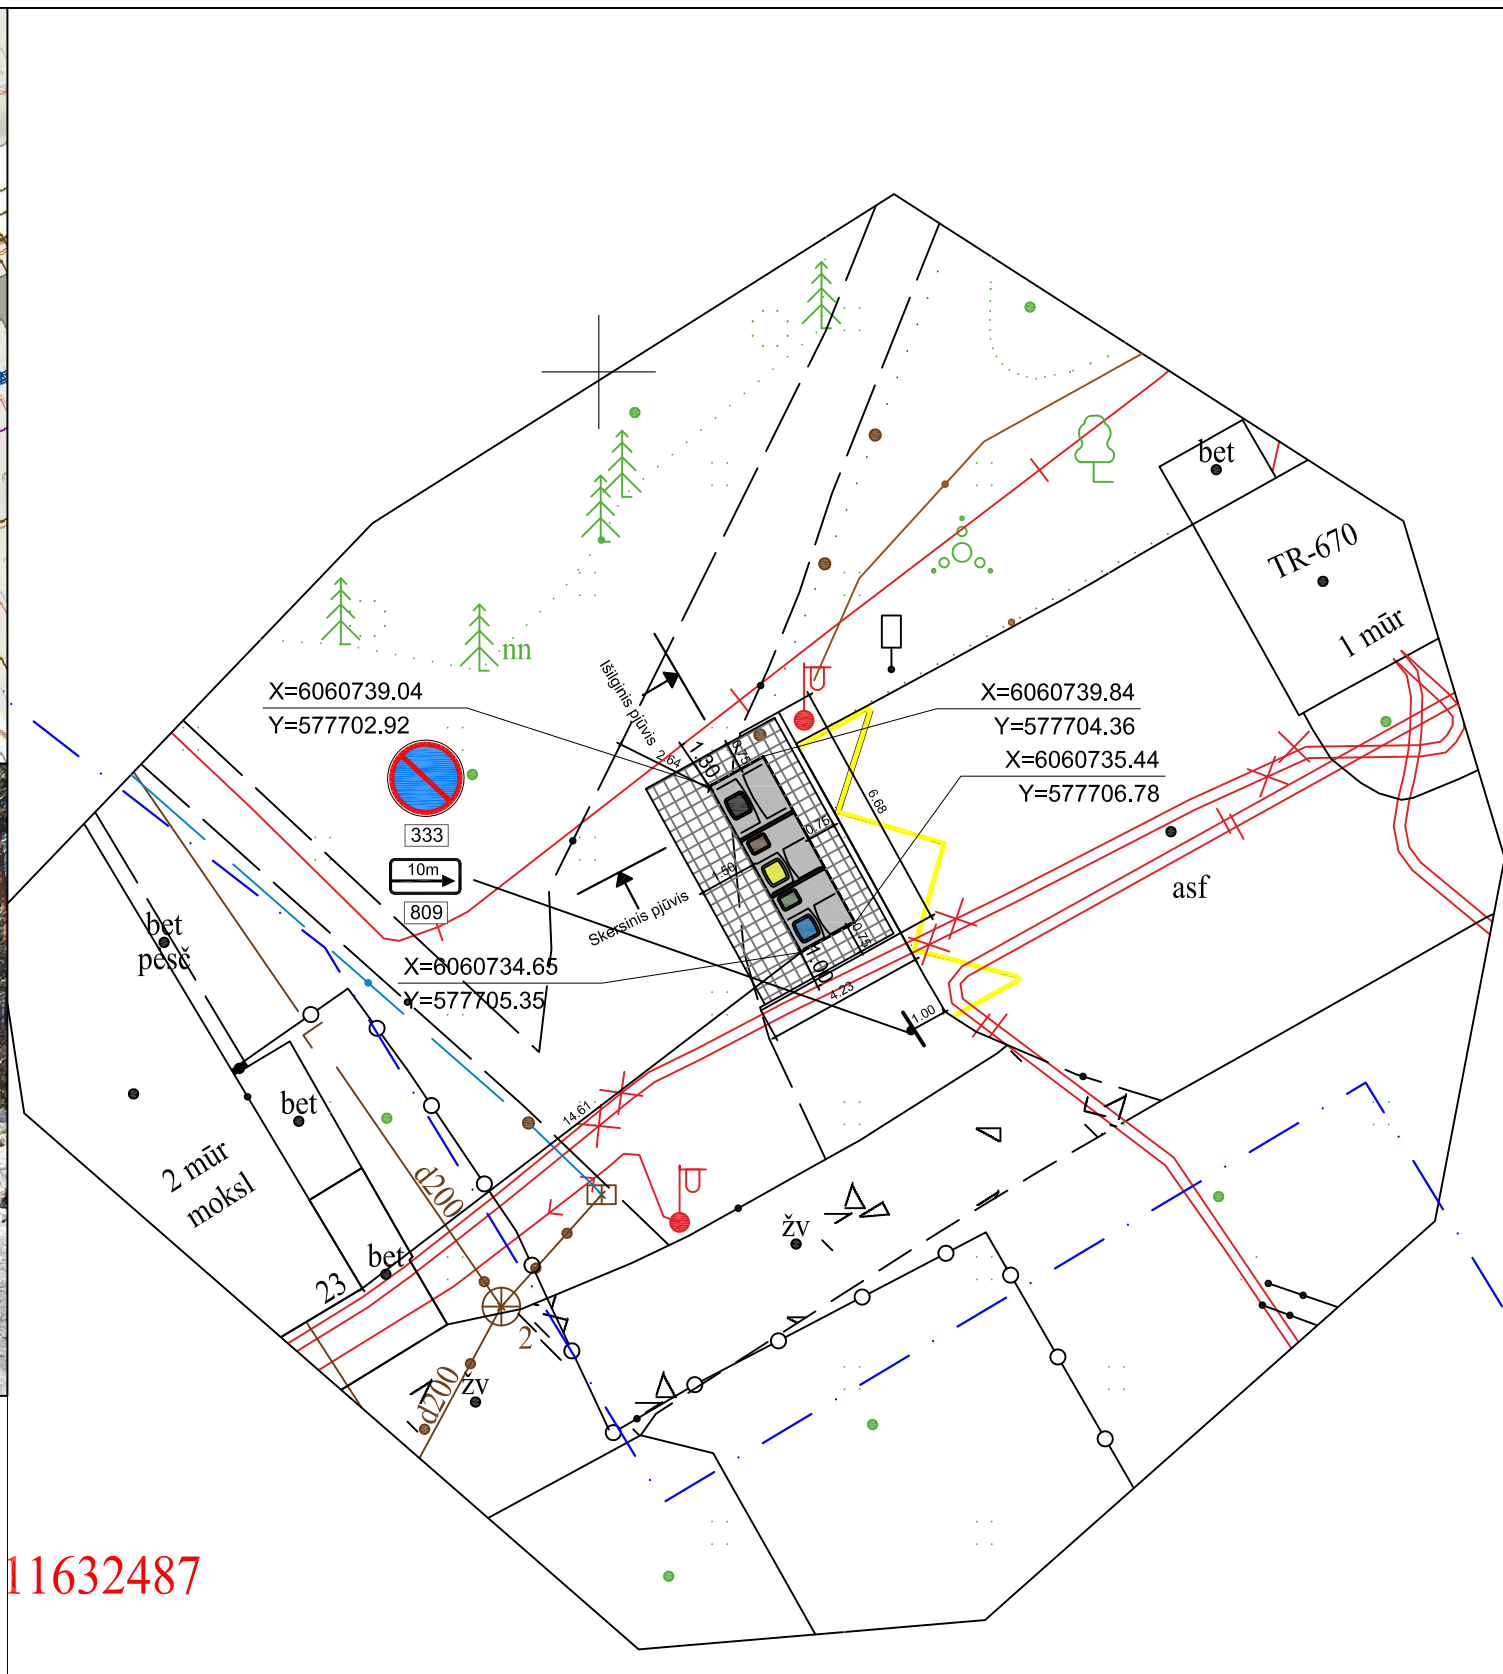 bet
TR-670
1 mūr
nn
Išilginis pjūvis
X=6060739.04
Y=577702.92
X=6060739.84
Y=577704.36
X=6060735.44
Y=577706.78
2.64
1.30
0.75
6.68
0.75
1.50
333
10m
809
Skersinis pjūvis
asf
bet
pešč
X=6060734.65
Y=577705.35
0.75
1.00
4.23
1.00
14.61
bet
2 mūr
moksl
d200
bet
23
žv
2
d200
žv
11632487